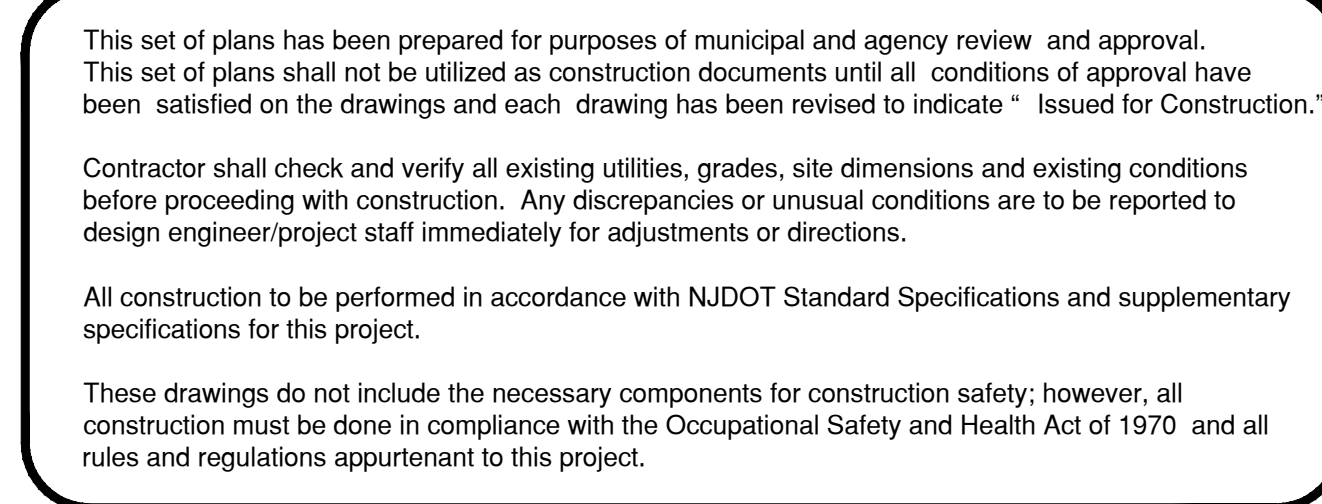 This set of plans has been prepared for purposes of municipal and agency review  and approval.
This set of plans shall not be utilized as construction documents until all  conditions of approval have
been  satisfied on the drawings and each  drawing has been revised to indicate “  Issued for Construction.”
Contractor shall check and verify all existing utilities, grades, site dimensions and existing conditions
before proceeding with construction.  Any discrepancies or unusual conditions are to be reported to
design engineer/project staff immediately for adjustments or directions.
All construction to be performed in accordance with NJDOT Standard Specifications and supplementary
specifications for this project.
These drawings do not include the necessary components for construction safety; however, all
construction must be done in compliance with the Occupational Safety and Health Act of 1970  and all
rules and regulations appurtenant to this project.